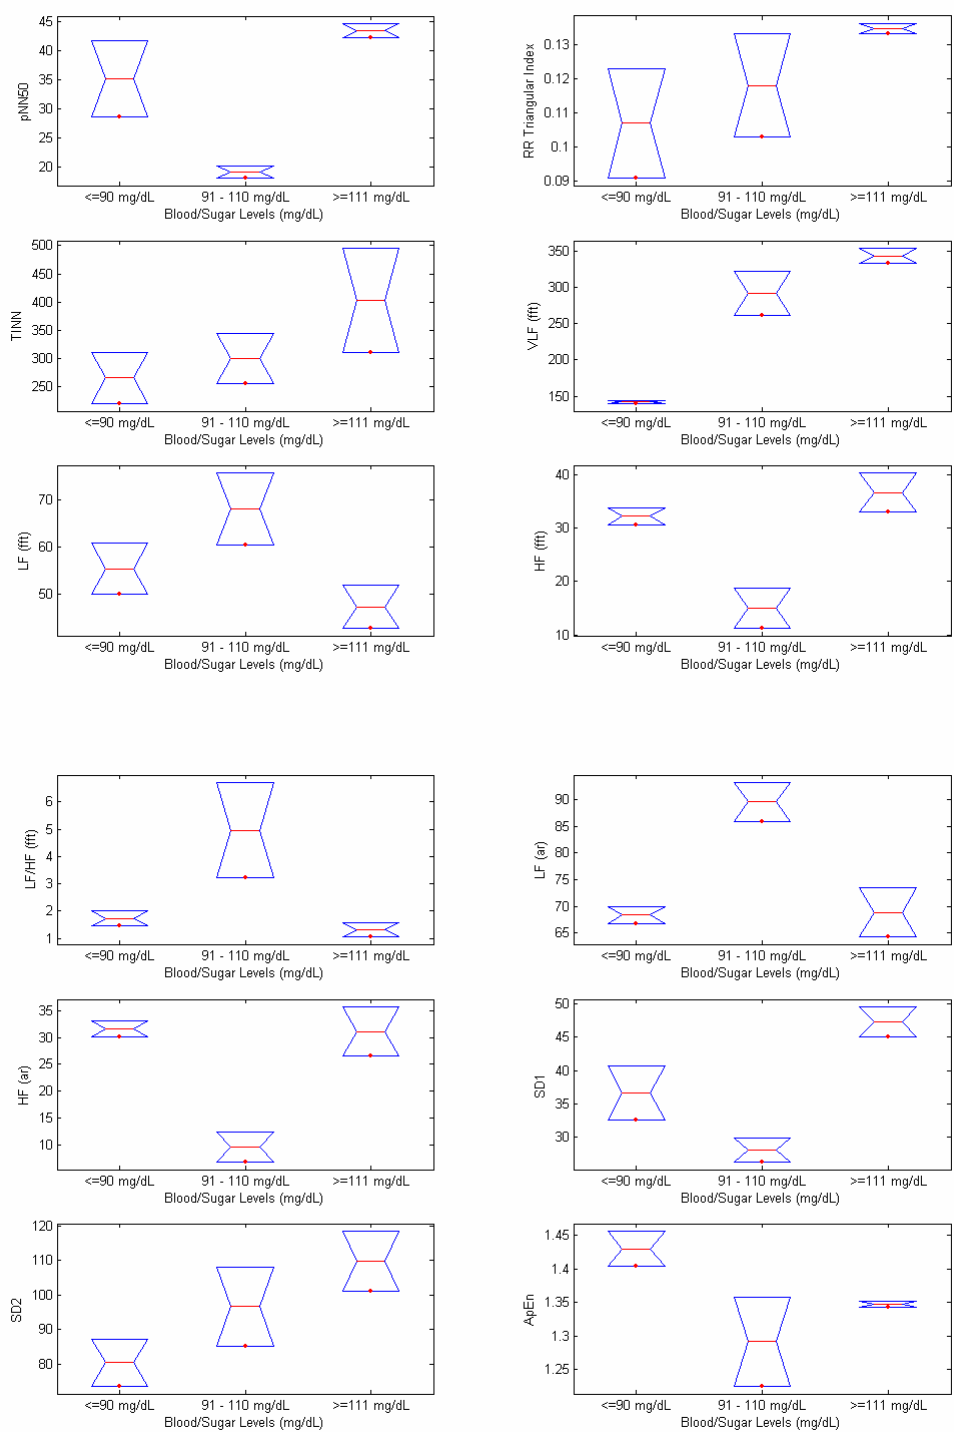 pNN50
45
40
35
30
25
20
<=90 mg/dL 91 - 110 mg/dL >=111 mg/dL
Blood/Sugar Levels (mg/dL)
RR Triangular Index
0.13
0.12
0.11
0.1
0.09
<=90 mg/dL 91 - 110 mg/dL >=111 mg/dL
Blood/Sugar Levels (mg/dL)
TINN
500
450
400
350
300
250
<=90 mg/dL 91 - 110 mg/dL >=111 mg/dL
Blood/Sugar Levels (mg/dL)
VLF (fft)
350
300
250
200
150
<=90 mg/dL 91 - 110 mg/dL >=111 mg/dL
Blood/Sugar Levels (mg/dL)
LF (fft)
70
60
50
<=90 mg/dL 91 - 110 mg/dL >=111 mg/dL
Blood/Sugar Levels (mg/dL)
HF (fft)
40
30
20
10
<=90 mg/dL 91 - 110 mg/dL >=111 mg/dL
Blood/Sugar Levels (mg/dL)
LF/HF (fft)
6
5
4
3
2
1
<=90 mg/dL 91 - 110 mg/dL >=111 mg/dL
Blood/Sugar Levels (mg/dL)
LF (ar)
90
85
80
75
70
65
<=90 mg/dL 91 - 110 mg/dL >=111 mg/dL
Blood/Sugar Levels (mg/dL)
HF (ar)
35
30
25
20
15
10
<=90 mg/dL 91 - 110 mg/dL >=111 mg/dL
Blood/Sugar Levels (mg/dL)
SD1
50
45
40
35
30
<=90 mg/dL 91 - 110 mg/dL >=111 mg/dL
Blood/Sugar Levels (mg/dL)
SD2
120
110
100
90
80
<=90 mg/dL 91 - 110 mg/dL >=111 mg/dL
Blood/Sugar Levels (mg/dL)
ApEn
1.45
1.4
1.35
1.3
1.25
<=90 mg/dL 91 - 110 mg/dL >=111 mg/dL
Blood/Sugar Levels (mg/dL)